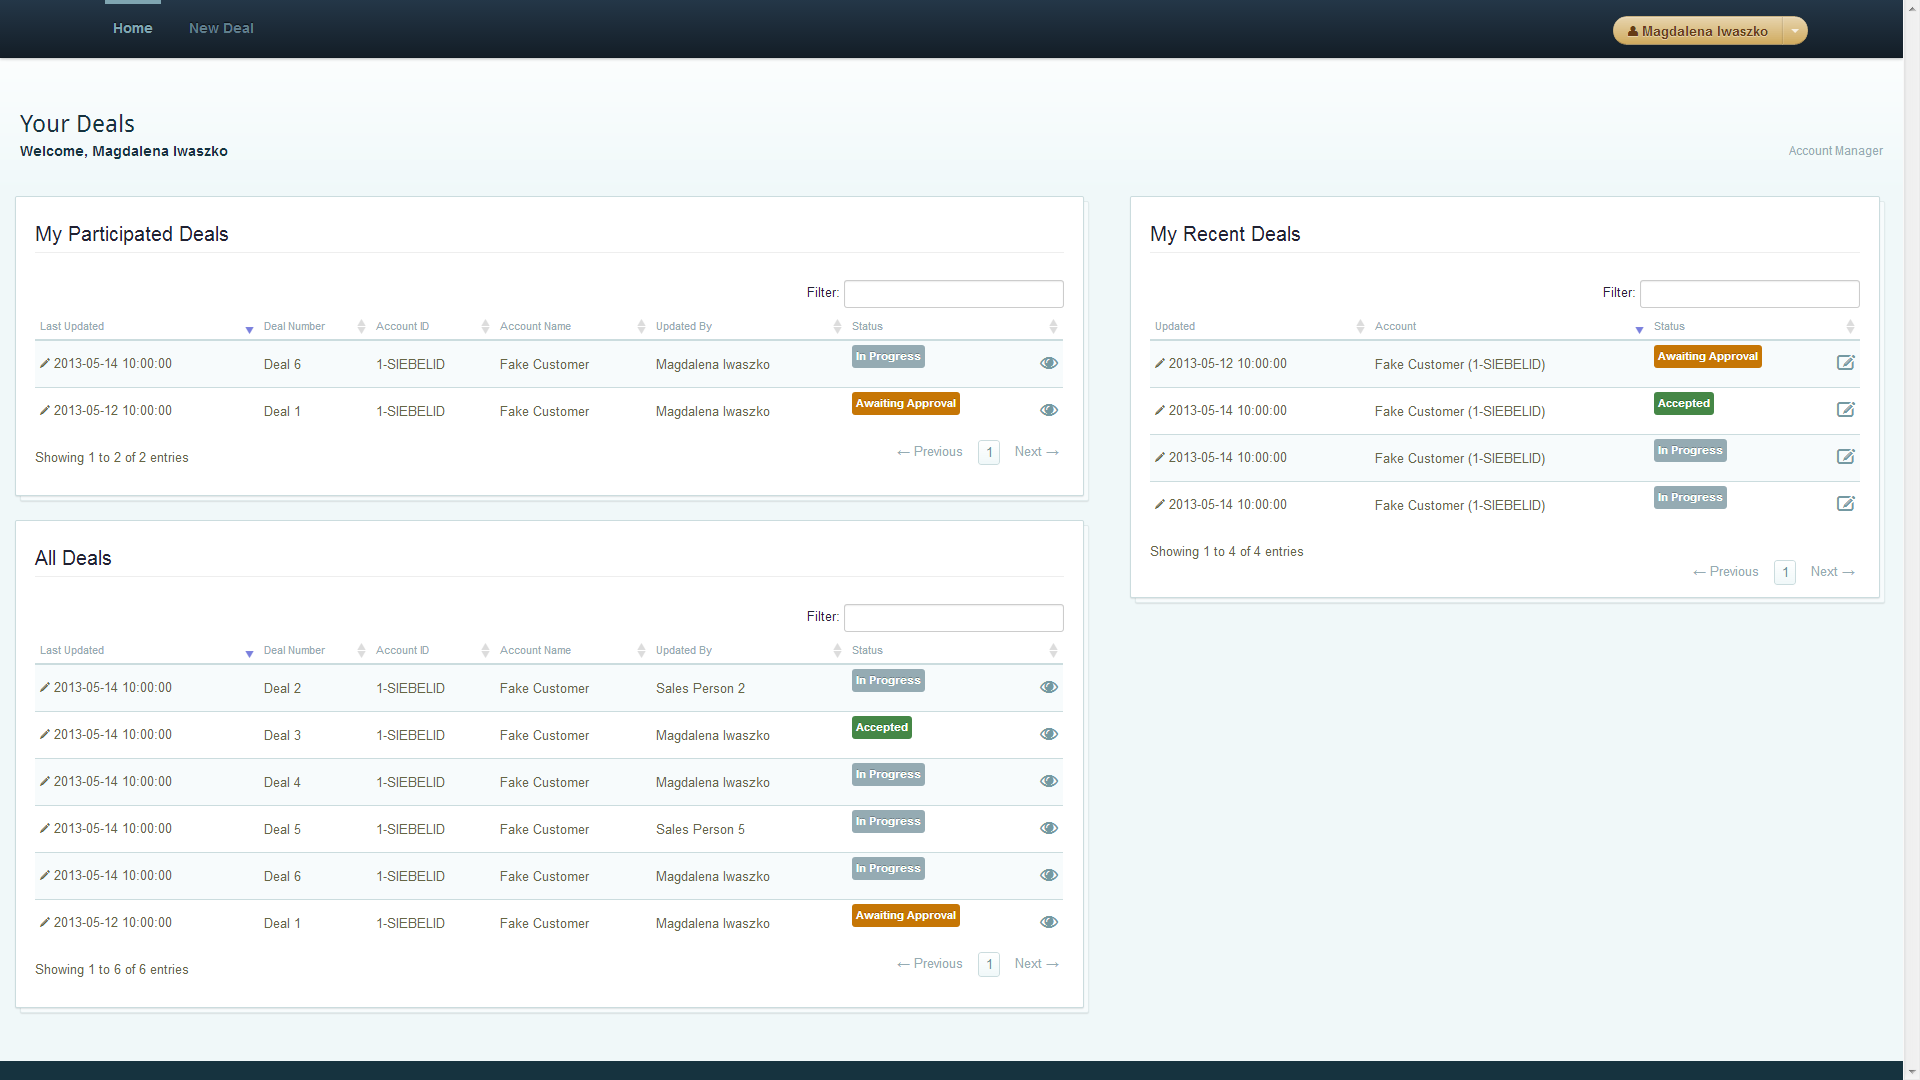 Home New Deal Magdalena Iwaszko
Your Deals
Welcome, Magdalena Iwaszko
Account Manager
My Participated Deals
Filter:
Last Updated Deal Number Account ID Account Name Updated By Status
2013-05-14 10:00:00 Deal 6 1-SIEBELID Fake Customer Magdalena Iwaszko In Progress
2013-05-12 10:00:00 Deal 1 1-SIEBELID Fake Customer Magdalena Iwaszko Awaiting Approval
Showing 1 to 2 of 2 entries
← Previous 1 Next →
All Deals
Filter:
Last Updated Deal Number Account ID Account Name Updated By Status
2013-05-14 10:00:00 Deal 2 1-SIEBELID Fake Customer Sales Person 2 In Progress
2013-05-14 10:00:00 Deal 3 1-SIEBELID Fake Customer Magdalena Iwaszko Accepted
2013-05-14 10:00:00 Deal 4 1-SIEBELID Fake Customer Magdalena Iwaszko In Progress
2013-05-14 10:00:00 Deal 5 1-SIEBELID Fake Customer Sales Person 5 In Progress
2013-05-14 10:00:00 Deal 6 1-SIEBELID Fake Customer Magdalena Iwaszko In Progress
2013-05-12 10:00:00 Deal 1 1-SIEBELID Fake Customer Magdalena Iwaszko Awaiting Approval
Showing 1 to 6 of 6 entries
← Previous 1 Next →
My Recent Deals
Filter:
Updated Account Status
2013-05-12 10:00:00 Fake Customer (1-SIEBELID) Awaiting Approval
2013-05-14 10:00:00 Fake Customer (1-SIEBELID) Accepted
2013-05-14 10:00:00 Fake Customer (1-SIEBELID) In Progress
2013-05-14 10:00:00 Fake Customer (1-SIEBELID) In Progress
Showing 1 to 4 of 4 entries
← Previous 1 Next →